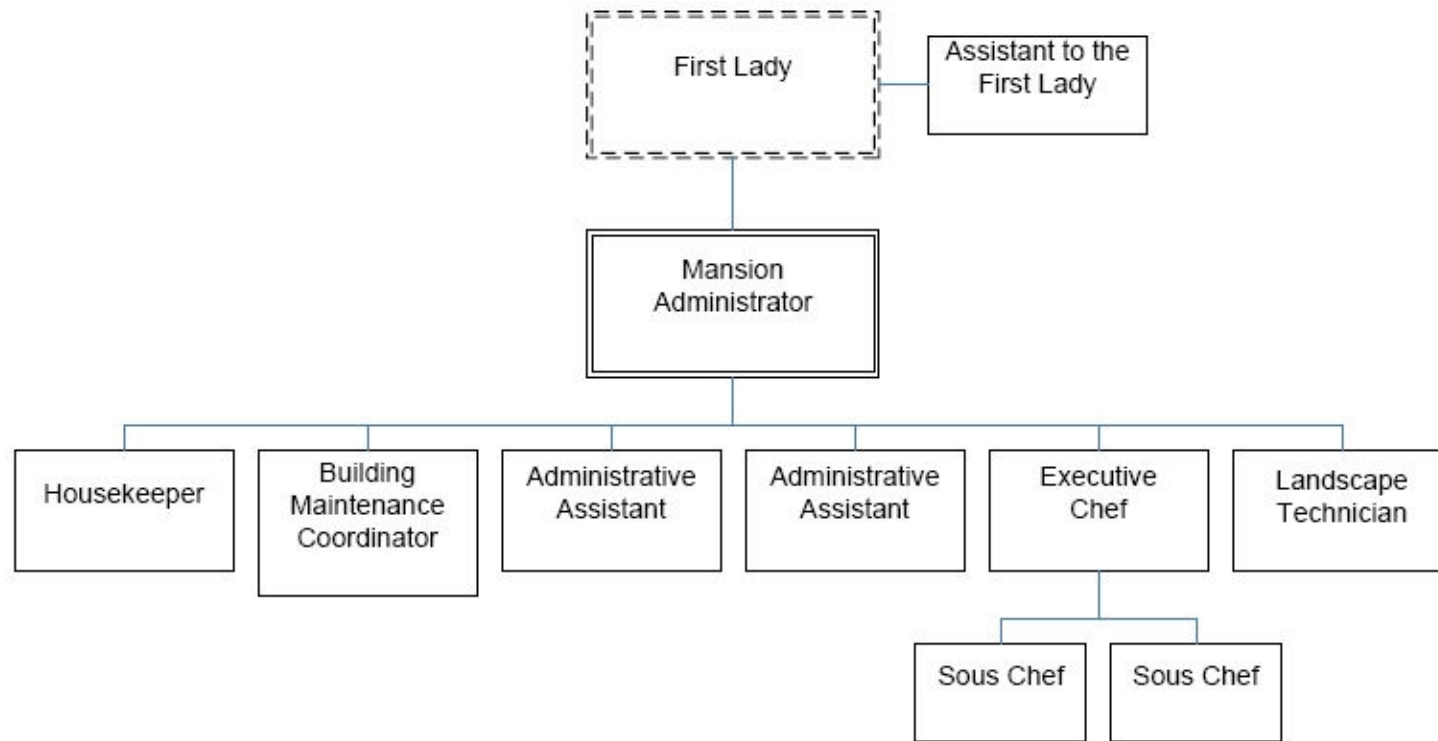 First Lady
Assistant to the
First Lady
Mansion
Administrator
Housekeeper
Building
Maintenance
Coordinator
Administrative
Assistant
Administrative
Assistant
Executive
Chef
Landscape
Technician
Sous Chef
Sous Chef